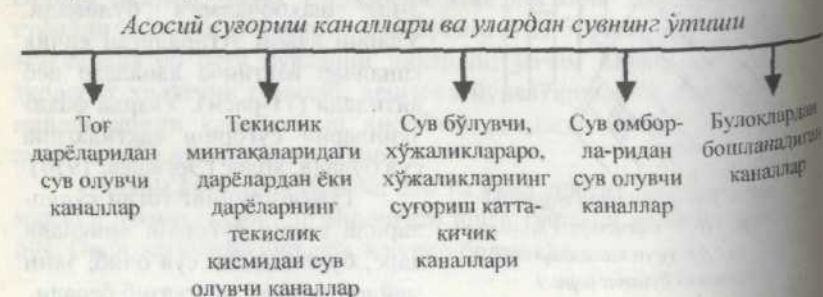 Асосий суғориш каналлари ва улардан сувнинг ўтиши
Тоғ
дарёларидан
сув олувчи
каналлар
Текислик
минтақаларидаги
дарёлардан ёки
дарёларнинг
текислик
қисмидан сув
олувчи каналлар
Сув бўлувчи,
хўжаликлараро,
хўжаликларнинг
суғориш катта-
кичик
каналлари
Сув омбор-
ла-ридан
сув олувчи
каналлар
Булоқлардан
бошланадиган
каналлар